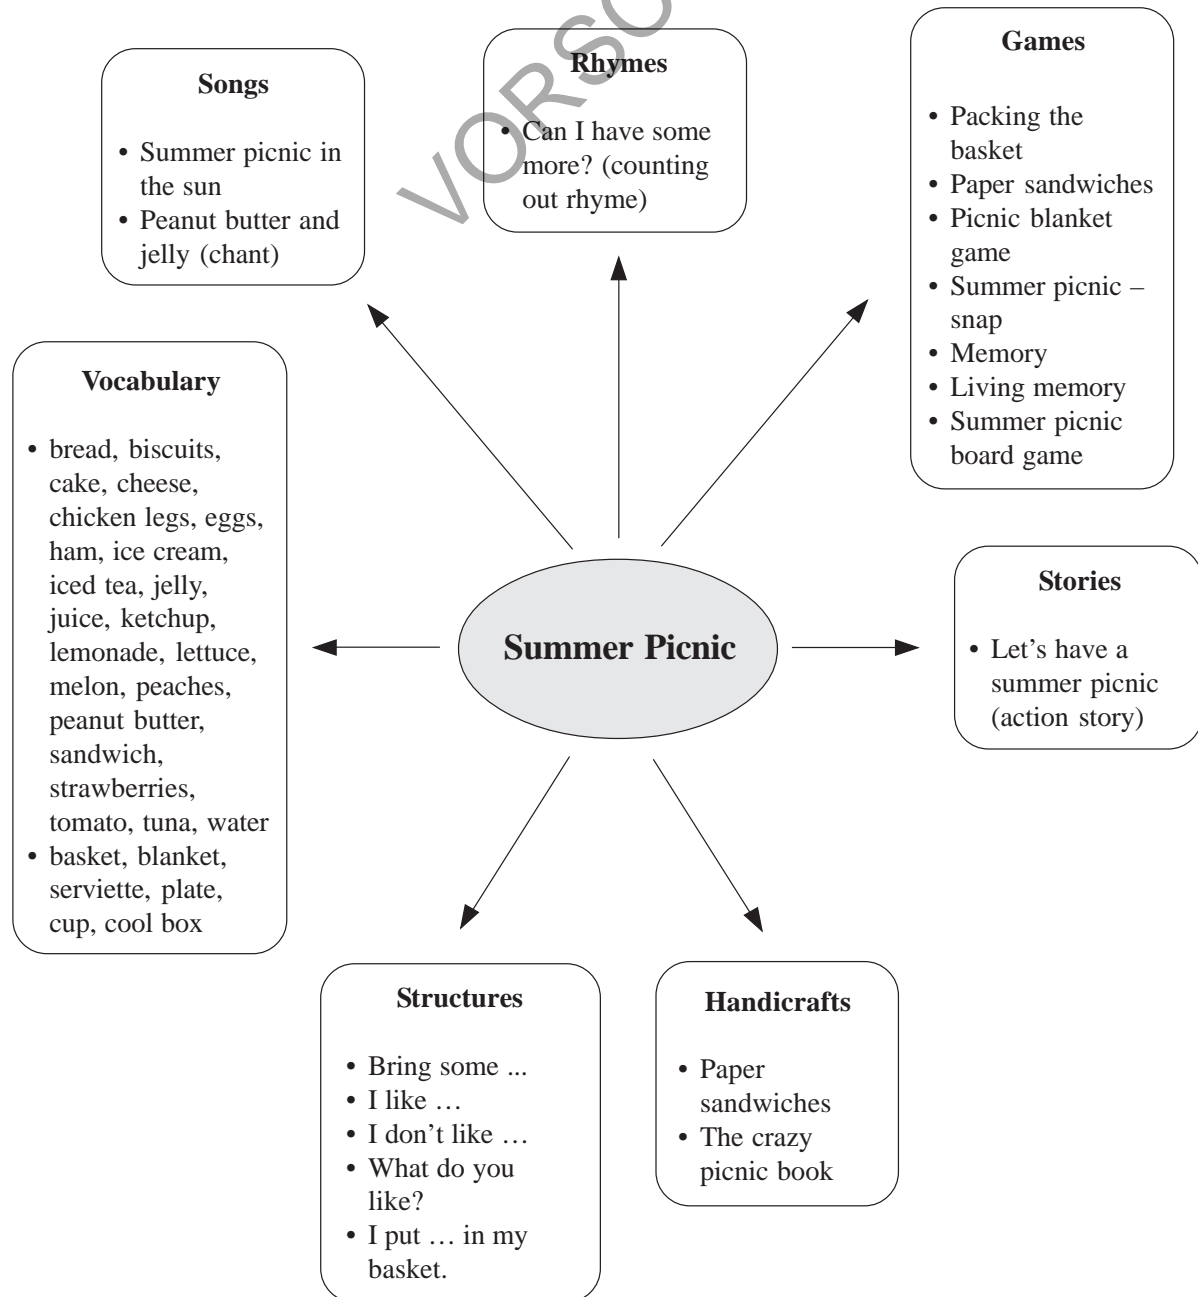 Songs
• Summer picnic in
the sun
• Peanut butter and
jelly (chant)
Rhymes
• Can I have some
more? (counting
out rhyme)
Games
• Packing the
basket
• Paper sandwiches
• Picnic blanket
game
• Summer picnic –
snap
• Memory
• Living memory
• Summer picnic
board game
Vocabulary
• bread, biscuits,
cake, cheese,
chicken legs, eggs,
ham, ice cream,
iced tea, jelly,
juice, ketchup,
lemonade, lettuce,
melon, peaches,
peanut butter,
sandwich,
strawberries,
tomato, tuna, water
• basket, blanket,
serviette, plate,
cup, cool box
Summer Picnic
Stories
• Let's have a
summer picnic
(action story)
Structures
• Bring some ...
• I like …
• I don't like …
• What do you
like?
• I put … in my
basket.
Handicrafts
• Paper
sandwiches
• The crazy
picnic book